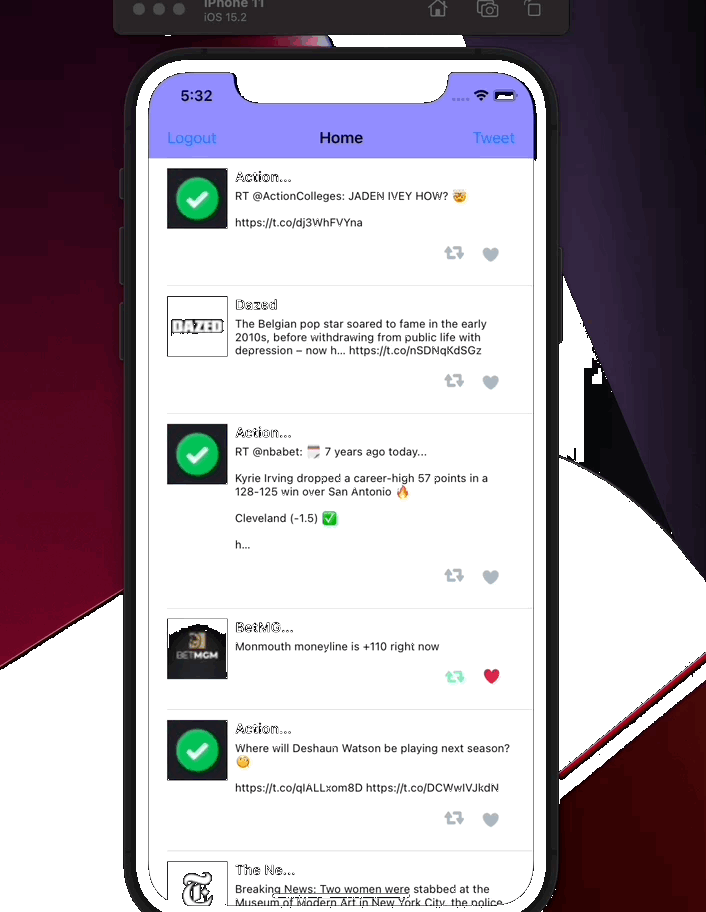 iPhone 11
iOS 15.2
5:32
Logout
Home
Tweet
Action...
RT @ActionColleges: JADEN IVEY HOW? 🤯
https://t.co/dj3WhFVYna
DAZED
Dazed
The Belgian pop star soared to fame in the early
2010s, before withdrawing from public life with
depression – now h... https://t.co/nSDNqKdSGz
Action...
RT @nbabet: 🗓 7 years ago today...
Kyrie Irving dropped a career-high 57 points in a
128-125 win over San Antonio 🔥
Cleveland (-1.5) ✅
h...
BETMGM
BetMG...
Monmouth moneyline is +110 right now
Action...
Where will Deshaun Watson be playing next season?
🧐
https://t.co/qIALLxom8D https://t.co/DCWwIVJkdN
T
The Ne...
Breaking News: Two women were stabbed at the
Museum of Modern Art in New York City, the police